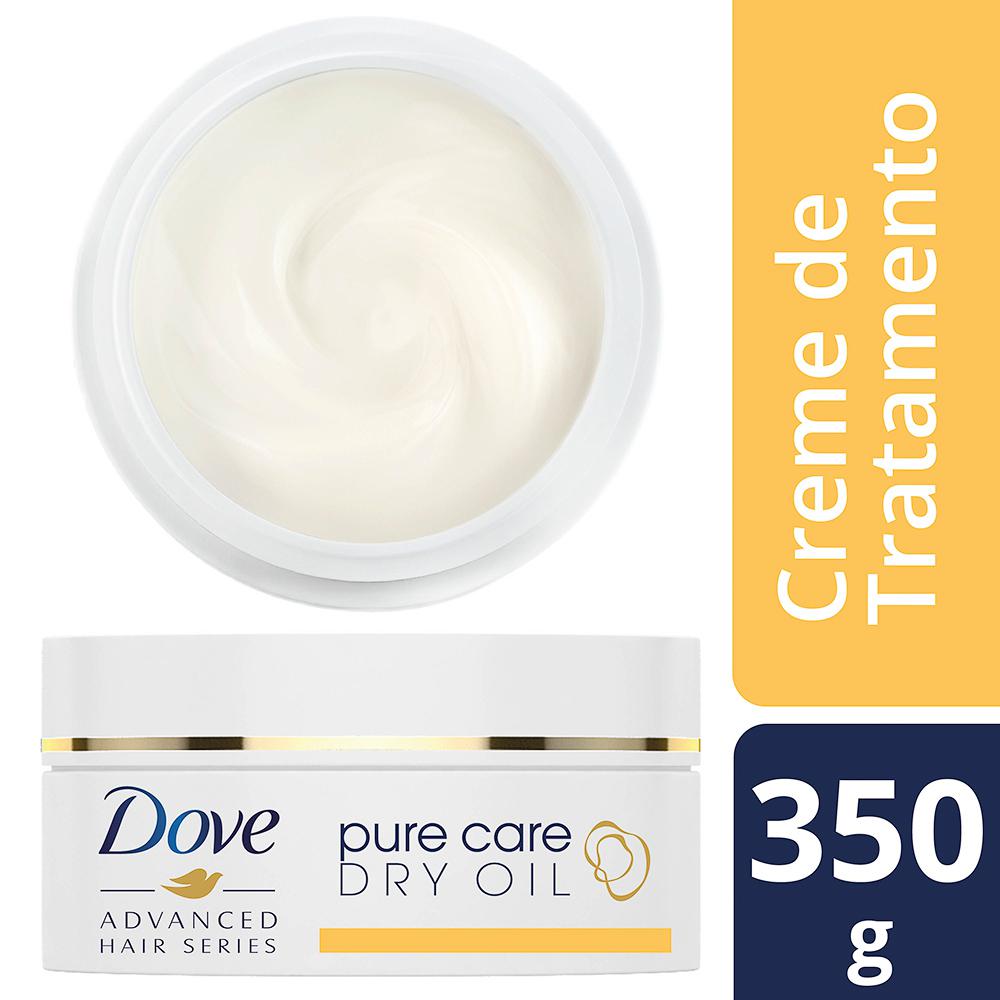 Creme de
Tratamento
Dove
ADVANCED
HAIR SERIES
pure care
DRY OIL
350
g